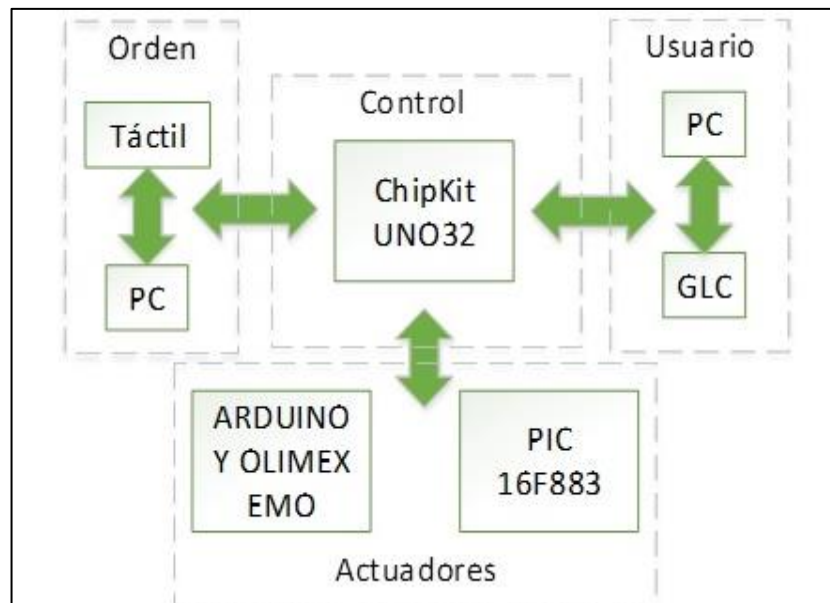 Orden
Táctil
PC
Control
ChipKit
UNO32
Usuario
PC
GLC
ARDUINO
Y OLIMEX
EMO
PIC
16F883
Actuadores